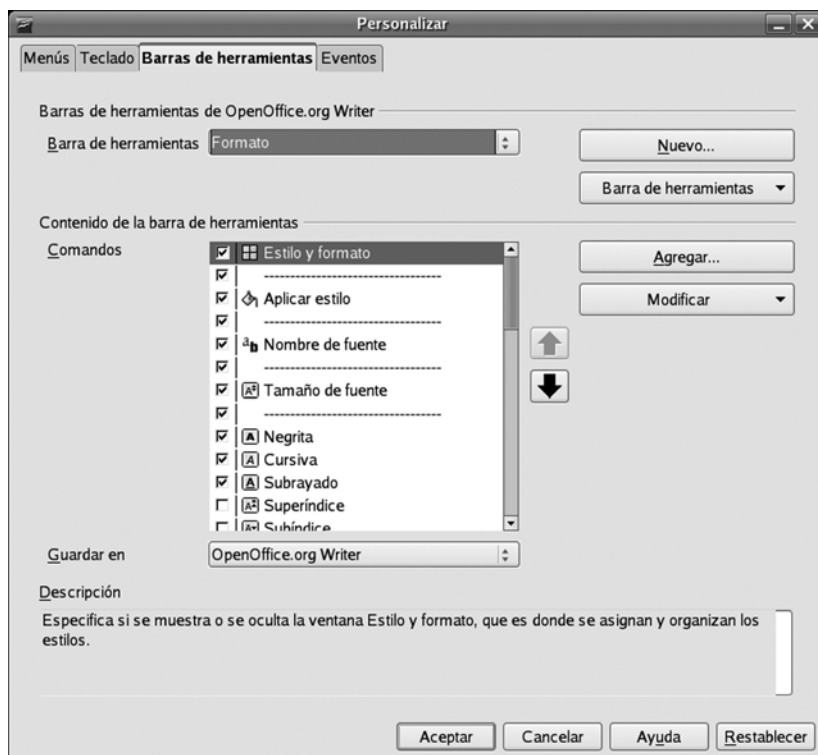 Personalizar
Menús Teclado Barras de herramientas Eventos
Barras de herramientas de OpenOffice.org Writer
Barra de herramientas Formato Nuevo...
Barra de herramientas
Contenido de la barra de herramientas
Comandos Estilo y formato Agregar...
----------------------------------
Aplicar estilo Modificar
----------------------------------
Nombre de fuente
----------------------------------
Tamaño de fuente
----------------------------------
Negrita
Cursiva
Subrayado
Superíndice
Subíndice
Guardar en OpenOffice.org Writer
Descripción
Especifica si se muestra o se oculta la ventana Estilo y formato, que es donde se asignan y organizan los
estilos.
Aceptar Cancelar Ayuda Restablecer